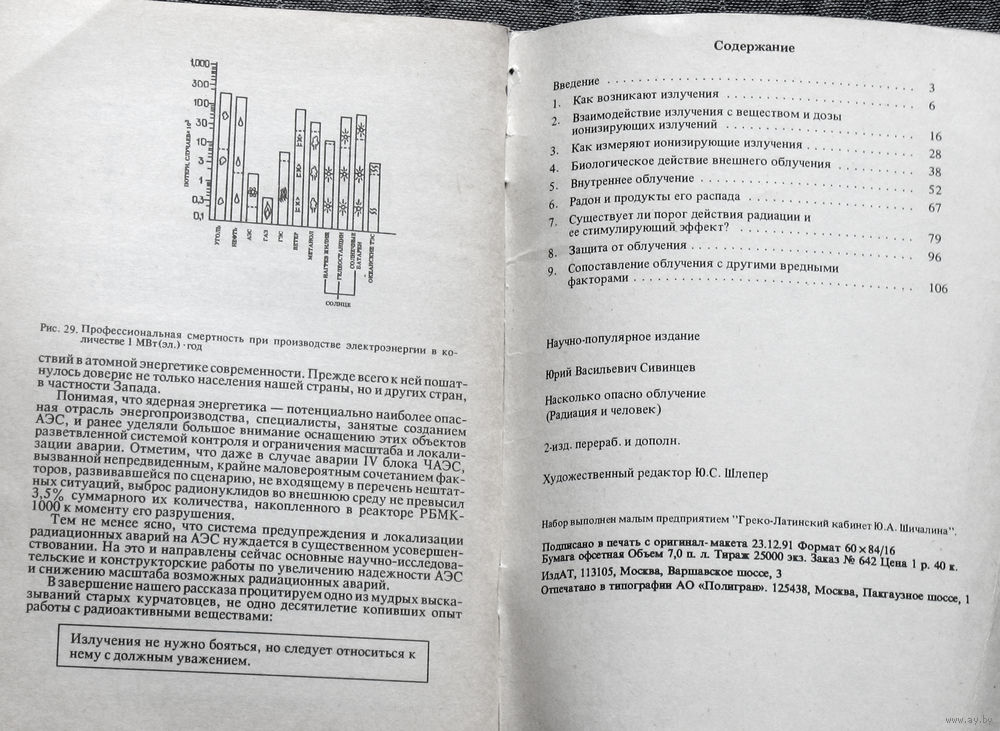 1,000
300
100
30
10
3
1
0,3
0,1
ПОТЕРИ, СЛУЧАЕВ×10³
УГОЛЬ
НЕФТЬ
АЭС
ГАЗ
ГЭС
ВЕТЕР
МЕТАНОЛ
НАГРЕВ ЖИЛИЩ
ГЕЛИОСТАНЦИИ
СОЛНЕЧНЫЕ
БАТАРЕИ
ОКЕАНСКИЕ ТЭС
СОЛНЦЕ
Рис. 29. Профессиональная смертность при производстве электроэнергии в ко-
личестве 1 МВт(эл.)·год
ствий в атомной энергетике современности. Прежде всего к ней пошат-
нулось доверие не только населения нашей страны, но и других стран,
в частности Запада.
Понимая, что ядерная энергетика — потенциально наиболее опас-
ная отрасль энергопроизводства, специалисты, занятые созданием
АЭС, и ранее уделяли большое внимание оснащению этих объектов
разветвленной системой контроля и ограничения масштаба и локали-
зации аварии. Отметим, что даже в случае аварии IV блока ЧАЭС,
вызванной непредвиденным, крайне маловероятным сочетанием фак-
торов, развивавшейся по сценарию, не входящему в перечень нештат-
ных ситуаций, выброс радионуклидов во внешнюю среду не превысил
3,5% суммарного их количества, накопленного в реакторе РБМК-
1000 к моменту его разрушения.
Тем не менее ясно, что система предупреждения и локализации
радиационных аварий на АЭС нуждается в существенном усовершен-
ствовании. На это и направлены сейчас основные научно-исследова-
тельские и конструкторские работы по увеличению надежности АЭС
и снижению масштаба возможных радиационных аварий.
В завершение нашего рассказа процитируем одно из мудрых выска-
зываний старых курчатовцев, не одно десятилетие копивших опыт
работы с радиоактивными веществами:
Излучения не нужно бояться, но следует относиться к
нему с должным уважением.
Содержание
Введение 3
1. Как возникают излучения 6
2. Взаимодействие излучения с веществом и дозы
ионизирующих излучений 16
3. Как измеряют ионизирующие излучения 28
4. Биологическое действие внешнего облучения 38
5. Внутреннее облучение 52
6. Радон и продукты его распада 67
7. Существует ли порог действия радиации и
ее стимулирующий эффект? 79
8. Защита от облучения 96
9. Сопоставление облучения с другими вредными
факторами 106
Научно-популярное издание
Юрий Васильевич Сивинцев
Насколько опасно облучение
(Радиация и человек)
2-изд. перераб. и дополн.
Художественный редактор Ю.С. Шлепер
Набор выполнен малым предприятием "Греко-Латинский кабинет Ю.А. Шичалина".
Подписано в печать с оригинал-макета 23.12.91 Формат 60×84/16
Бумага офсетная Объем 7,0 п. л. Тираж 25000 экз. Заказ № 642 Цена 1 р. 40 к.
ИздАТ, 113105, Москва, Варшавское шоссе, 3
Отпечатано в типографии АО «Полигран». 125438, Москва, Пакгаузное шоссе, 1
www.ay.by